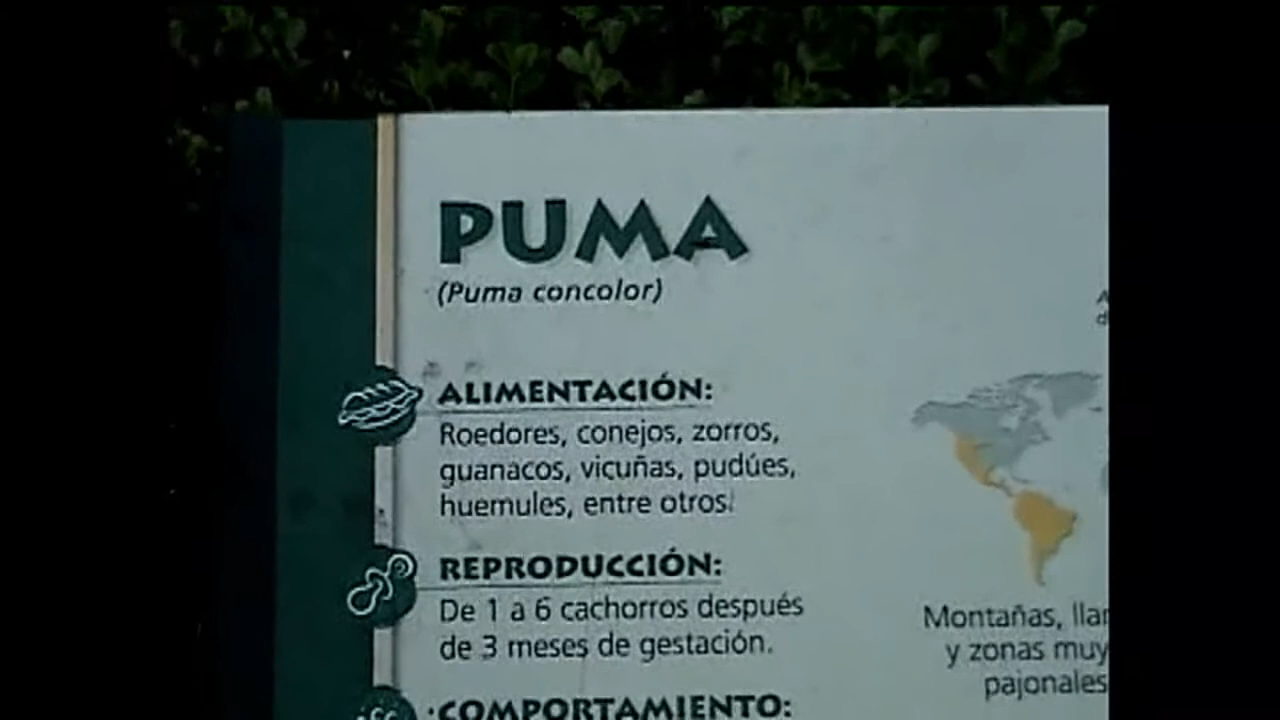 PUMA
(Puma concolor)
ALIMENTACIÓN:
Roedores, conejos, zorros,
guanacos, vicuñas, pudúes,
huemules, entre otros.
REPRODUCCIÓN:
De 1 a 6 cachorros después
de 3 meses de gestación.
COMPORTAMIENTO:
Montañas,
y zonas muy
pajonales